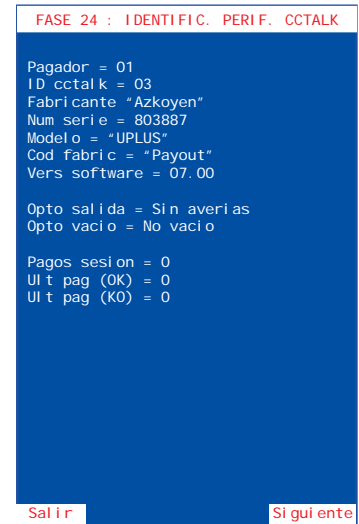 FASE 24 : IDENTIFIC. PERIF. CCTALK
Pagador = 01
ID cctalk = 03
Fabricante “Azkoyen”
Num serie = 803887
Modelo = “UPLUS”
Cod fabric = “Payout”
Vers software = 07.00
Opto salida = Sin averias
Opto vacio = No vacio
Pagos sesion = 0
Ult pag (OK) = 0
Ult pag (KO) = 0
Salir
Siguiente